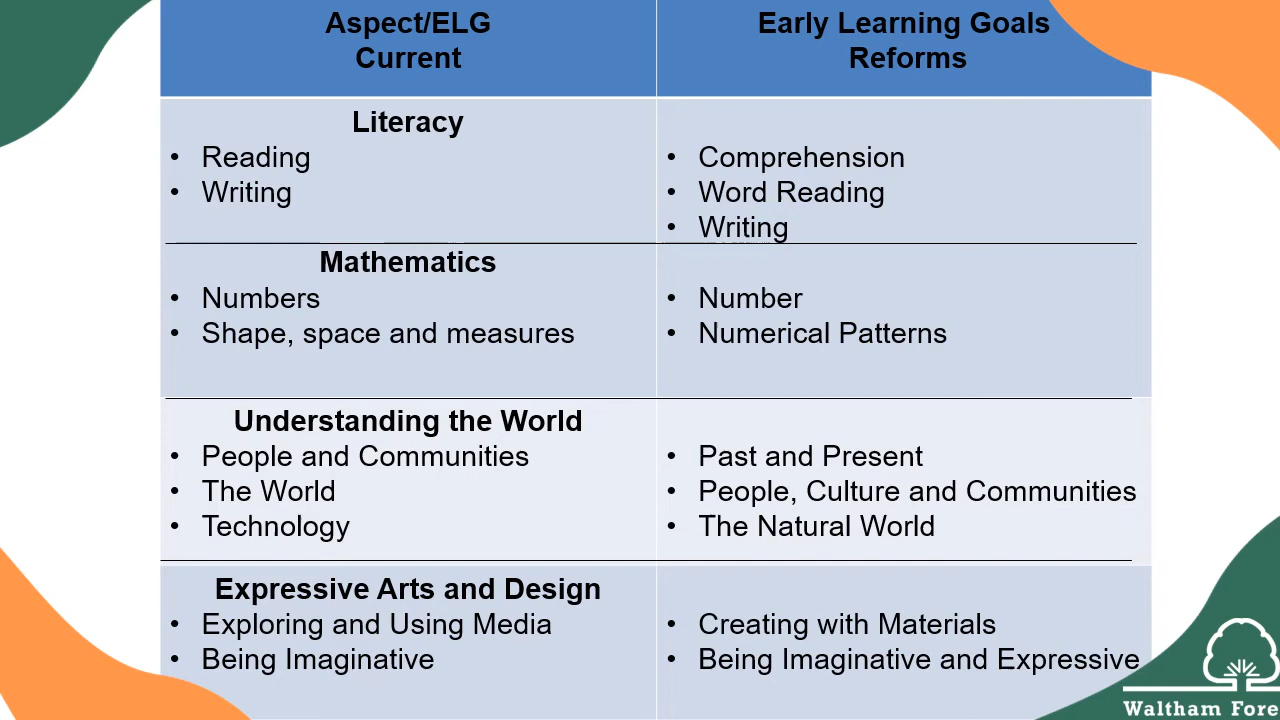 Aspect/ELG
Current
Early Learning Goals
Reforms
Literacy
• Reading
• Writing
• Comprehension
• Word Reading
• Writing
Mathematics
• Numbers
• Shape, space and measures
• Number
• Numerical Patterns
Understanding the World
• People and Communities
• The World
• Technology
• Past and Present
• People, Culture and Communities
• The Natural World
Expressive Arts and Design
• Exploring and Using Media
• Being Imaginative
• Creating with Materials
• Being Imaginative and Expressive
Waltham Fore